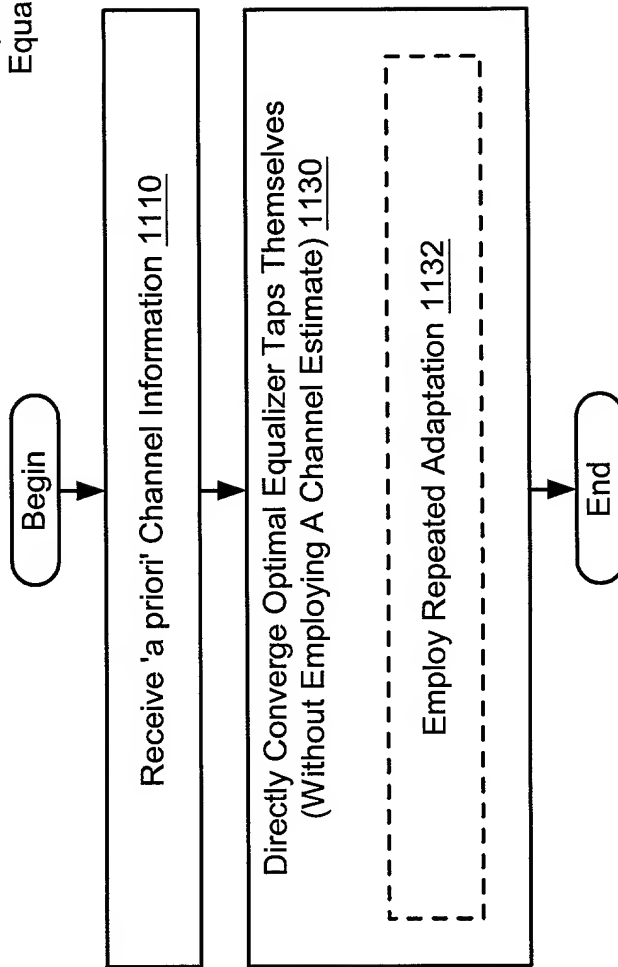 Equa
Begin
Receive 'a priori' Channel Information 1110
Directly Converge Optimal Equalizer Taps Themselves
(Without Employing A Channel Estimate) 1130
Employ Repeated Adaptation 1132
End